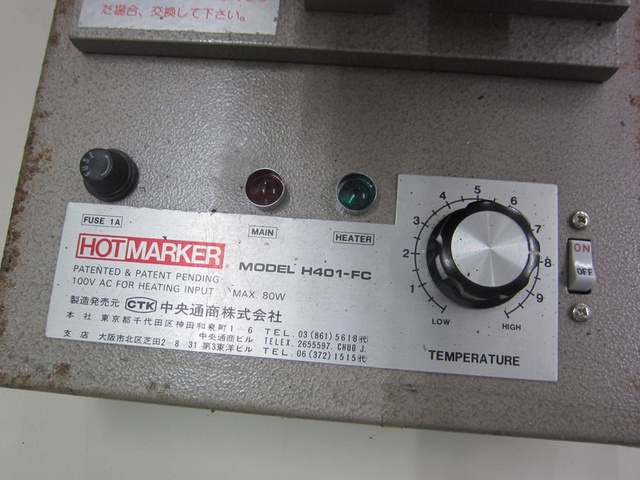 た場合、交換して下さい。
FUSE 1A
MAIN
HEATER
HOTMARKER
MODEL H401-FC
PATENTED & PATENT PENDING
100V AC FOR HEATING INPUT MAX. 80W
製造発売元 CTK 中央通商株式会社
本社 東京都千代田区神田和泉町1-6 TEL. 03(861)5618代
中央通商ビル TELEX. 2655597. CHUO J.
支店 大阪市北区芝田2-8-31 第3東洋ビル TEL. 06(372)1515代
1
2
3
4
5
6
7
8
9
LOW
HIGH
TEMPERATURE
ON
OFF